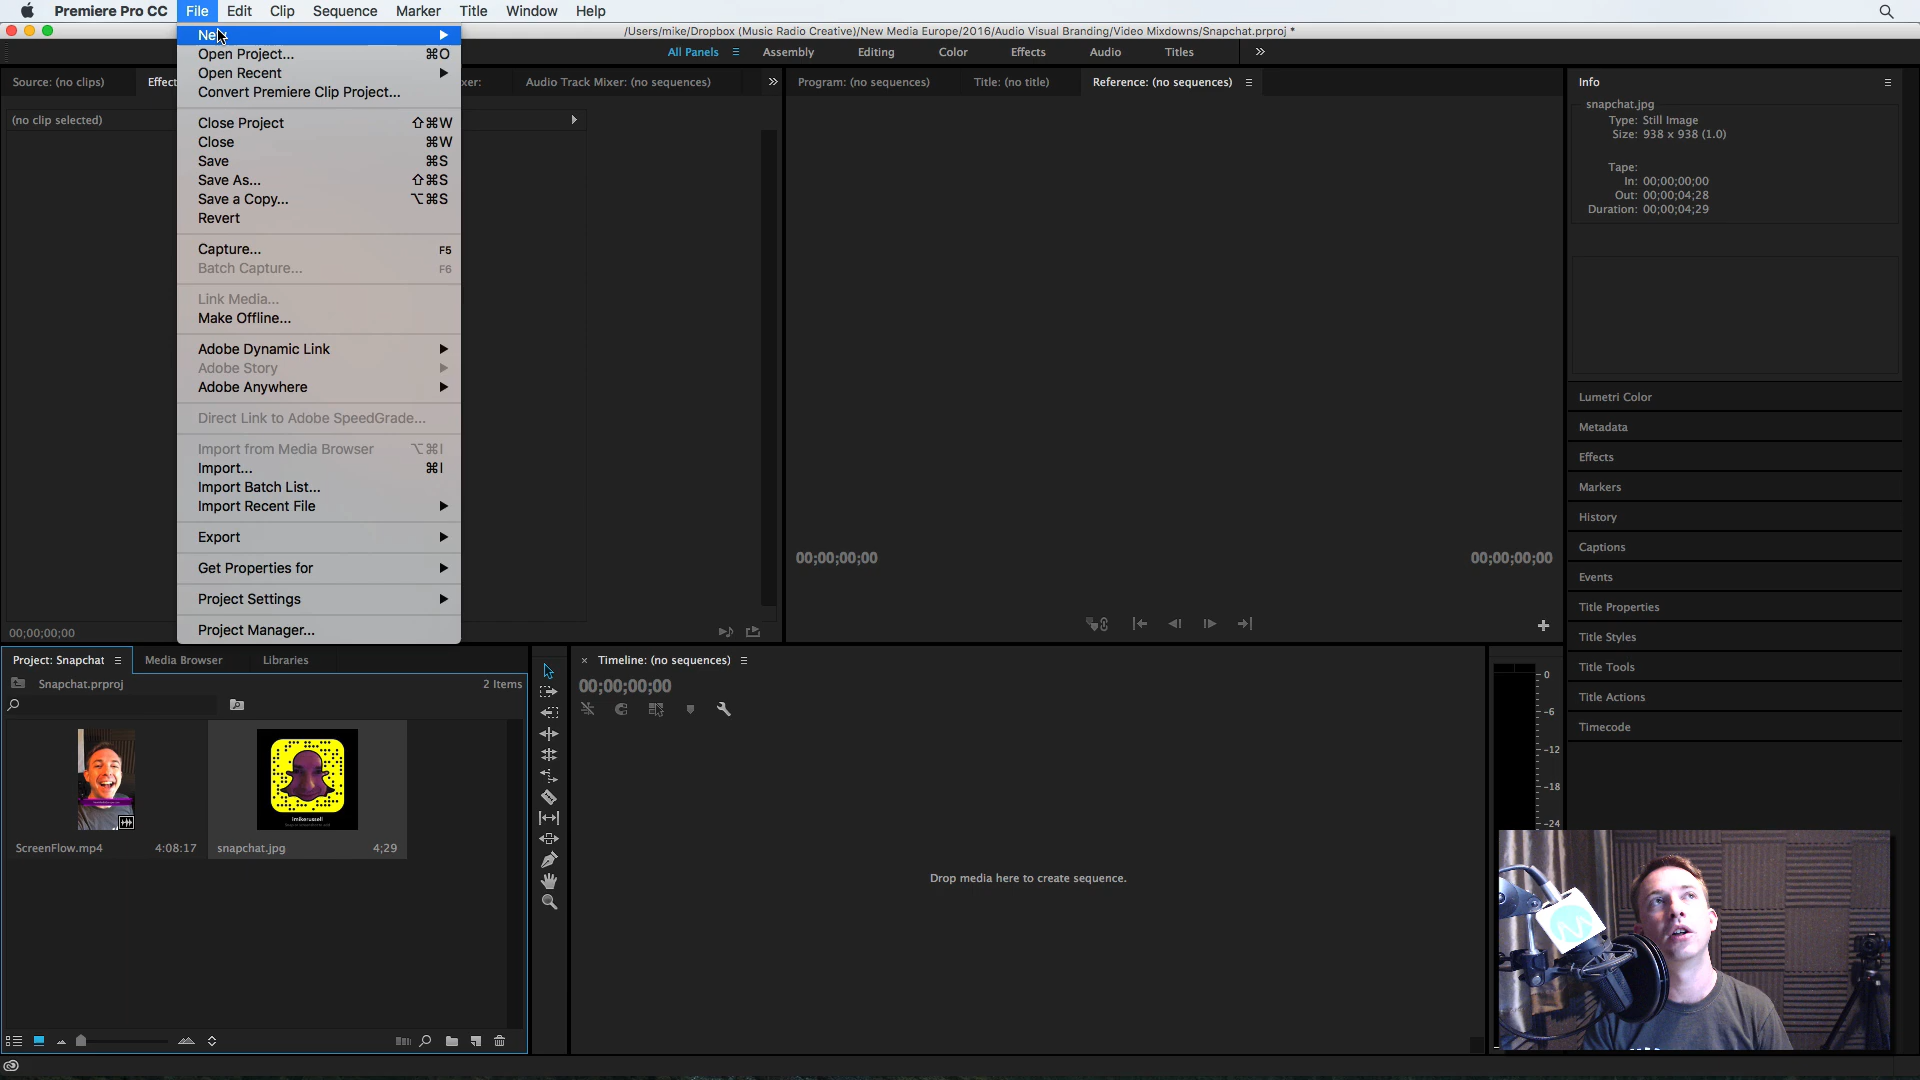 Premiere Pro CC File Edit Clip Sequence Marker Title Window Help
/Users/mike/Dropbox (Music Radio Creative)/New Media Europe/2016/Audio Visual Branding/Video Mixdowns/Snapchat.prproj *
All Panels Assembly Editing Color Effects Audio Titles
New
Open Project... ⌘O
Open Recent
Convert Premiere Clip Project...
Close Project ⇧⌘W
Close ⌘W
Save ⌘S
Save As... ⇧⌘S
Save a Copy... ⌥⌘S
Revert
Capture... F5
Batch Capture... F6
Link Media...
Make Offline...
Adobe Dynamic Link
Adobe Story
Adobe Anywhere
Direct Link to Adobe SpeedGrade...
Import from Media Browser ⌥⌘I
Import... ⌘I
Import Batch List...
Import Recent File
Export
Get Properties for
Project Settings
Project Manager...
Source: (no clips) Effect xer: Audio Track Mixer: (no sequences)
(no clip selected)
00;00;00;00
Program: (no sequences) Title: (no title) Reference: (no sequences)
00;00;00;00 00;00;00;00
Info
snapchat.jpg
Type: Still Image
Size: 938 x 938 (1.0)
Tape:
In: 00;00;00;00
Out: 00;00;04;28
Duration: 00;00;04;29
Lumetri Color
Metadata
Effects
Markers
History
Captions
Events
Title Properties
Title Styles
Title Tools
Title Actions
Timecode
Project: Snapchat Media Browser Libraries
Snapchat.prproj 2 Items
imikerussell
ScreenFlow.mp4 4:08:17 snapchat.jpg 4;29
× Timeline: (no sequences)
00;00;00;00
Drop media here to create sequence.
0
-6
-12
-18
-24